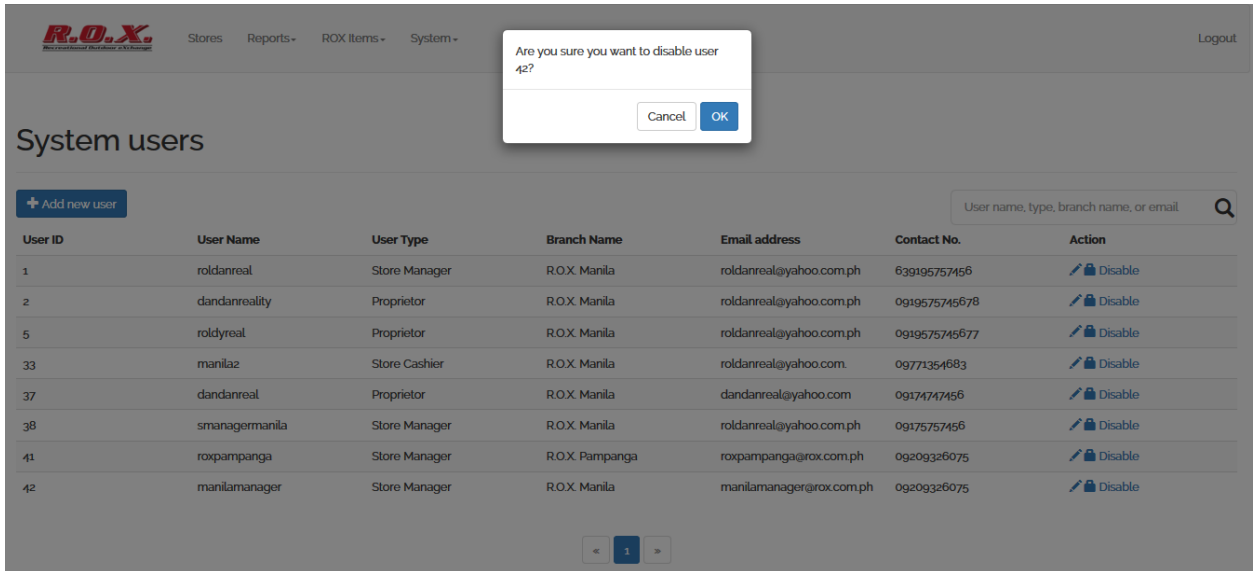 R.O.X.
Recreational Outdoor eXchange
Stores Reports ROX Items System Logout
Are you sure you want to disable user
42?
Cancel OK
System users
Add new user User name, type, branch name, or email
User ID User Name User Type Branch Name Email address Contact No. Action
1 roldanreal Store Manager R.O.X. Manila roldanreal@yahoo.com.ph 639195757456 Disable
2 dandanreality Proprietor R.O.X. Manila roldanreal@yahoo.com.ph 0919575745678 Disable
5 roldyreal Proprietor R.O.X. Manila roldanreal@yahoo.com.ph 0919575745677 Disable
33 manila2 Store Cashier R.O.X. Manila roldanreal@yahoo.com. 09771354683 Disable
37 dandanreal Proprietor R.O.X. Manila dandanreal@yahoo.com 09174747456 Disable
38 smanagermanila Store Manager R.O.X. Manila roldanreal@yahoo.com.ph 09175757456 Disable
41 roxpampanga Store Manager R.O.X. Pampanga roxpampanga@rox.com.ph 09209326075 Disable
42 manilamanager Store Manager R.O.X. Manila manilamanager@rox.com.ph 09209326075 Disable
« 1 »